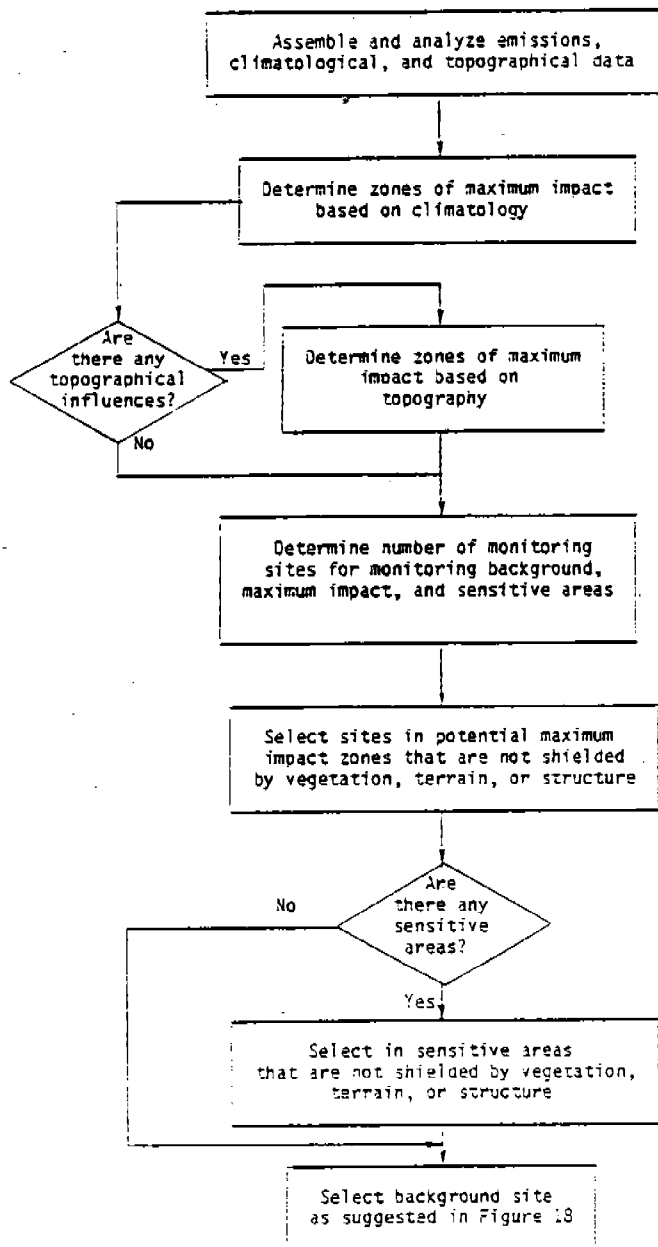 Assemble and analyze emissions,
climatological, and topographical data
Determine zones of maximum impact
based on climatology
Are
there any
topographical
influences?
Yes
Determine zones of maximum
impact based on
topography
No
Determine number of monitoring
sites for monitoring background,
maximum impact, and sensitive areas
Select sites in potential maximum
impact zones that are not shielded
by vegetation, terrain, or structure
Are
there any
sensitive
areas?
No
Yes
Select in sensitive areas
that are not shielded by vegetation,
terrain, or structure
Select background site
as suggested in Figure 18